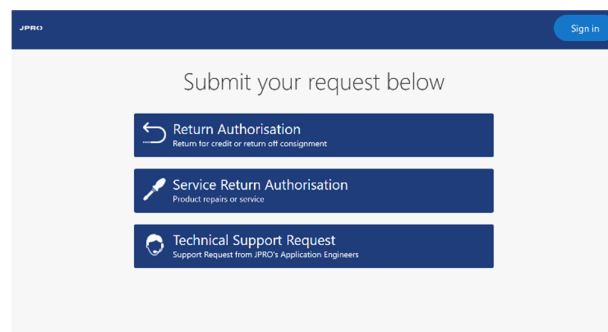 JPRO
Sign in
Submit your request below
Return Authorisation
Return for credit or return off consignment
Service Return Authorisation
Product repairs or service
Technical Support Request
Support Request from JPRO's Application Engineers